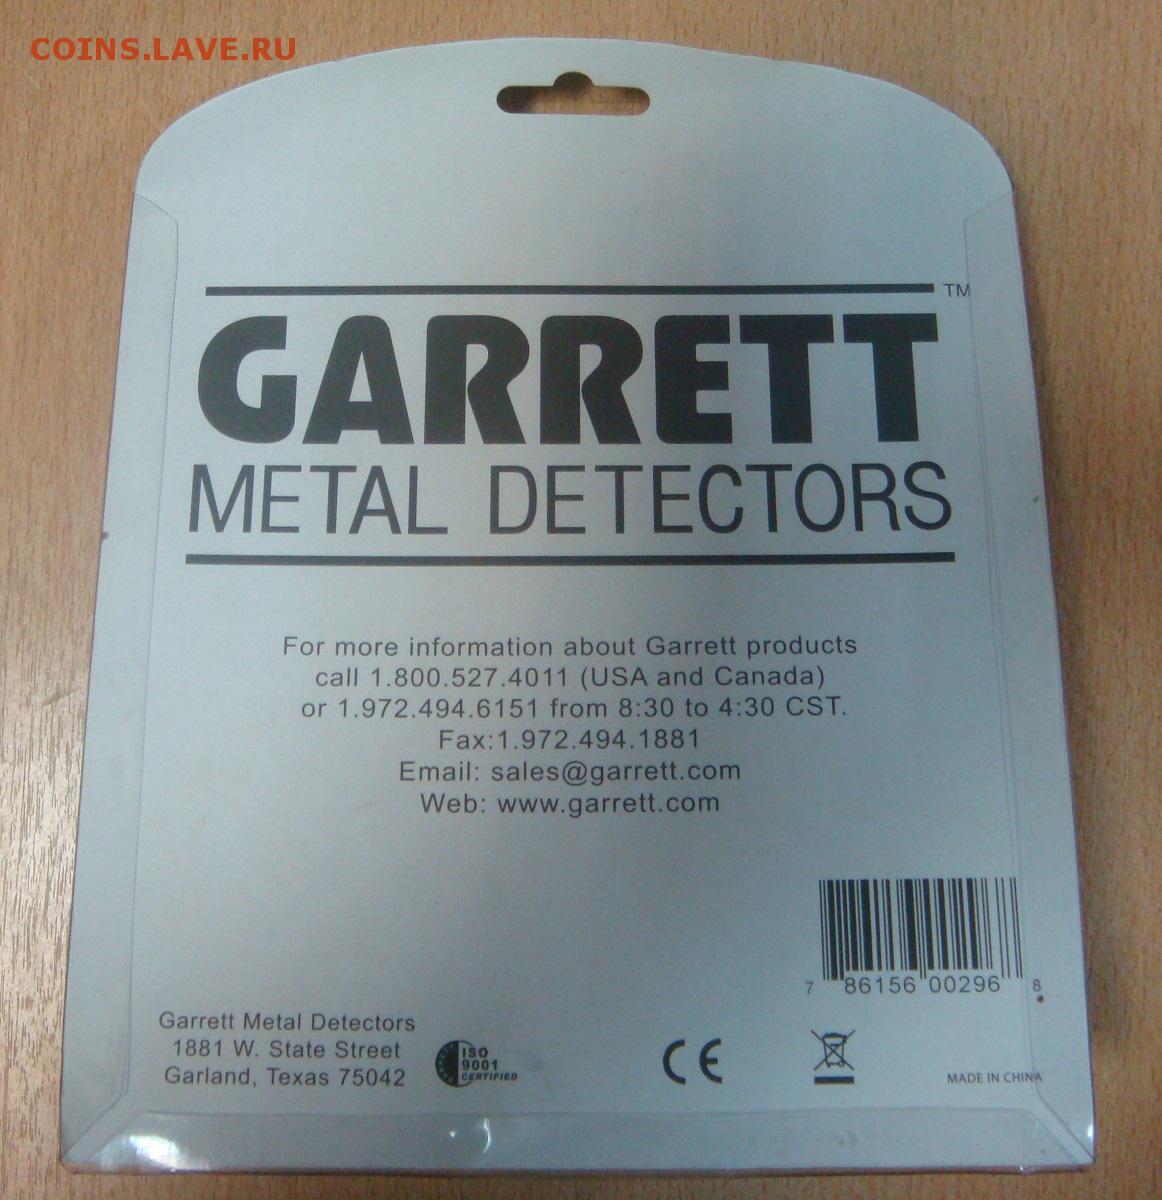 COINS.LAVE.RU
TM
GARRETT
METAL DETECTORS
For more information about Garrett products
call 1.800.527.4011 (USA and Canada)
or 1.972.494.6151 from 8:30 to 4:30 CST.
Fax:1.972.494.1881
Email: sales@garrett.com
Web: www.garrett.com
7 86156 00296 8
Garrett Metal Detectors
1881 W. State Street
Garland, Texas 75042
ISO
9001
CERTIFIED
CE
MADE IN CHINA